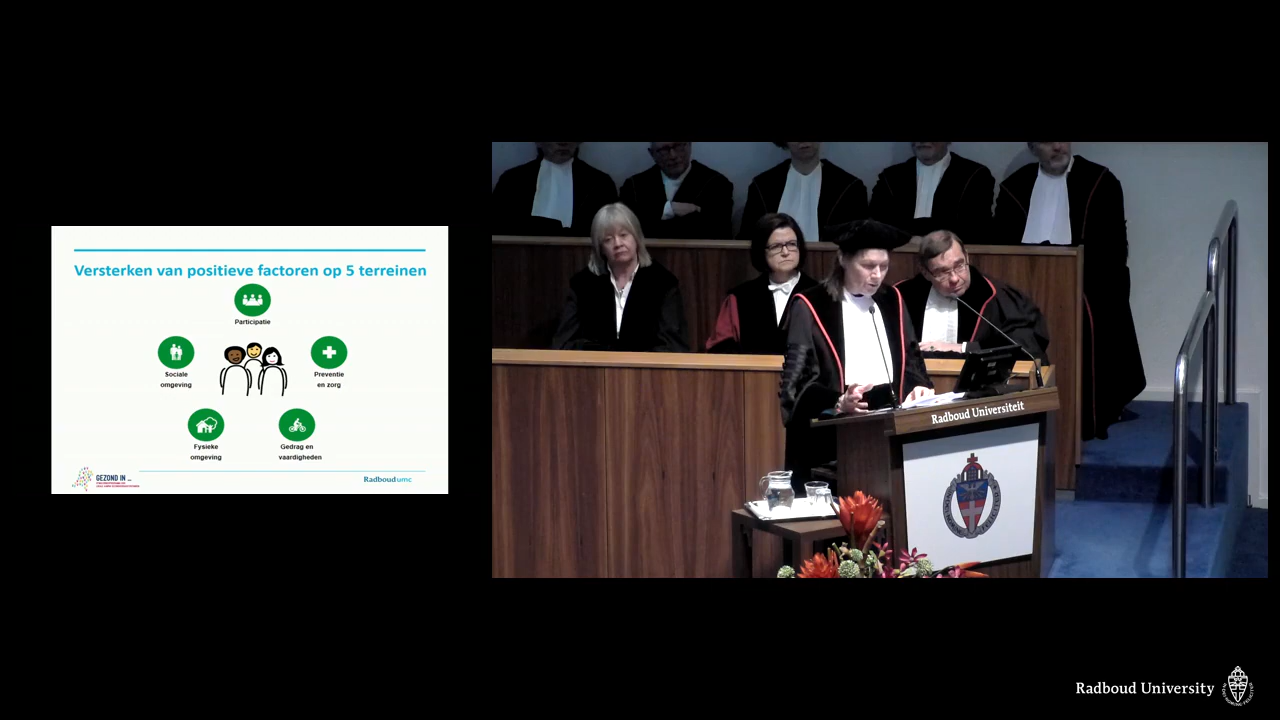 Versterken van positieve factoren op 5 terreinen
Participatie
Sociale
omgeving
Preventie
en zorg
Fysieke
omgeving
Gedrag en
vaardigheden
GEZOND IN ...
Radboudumc
Radboud Universiteit
Radboud University